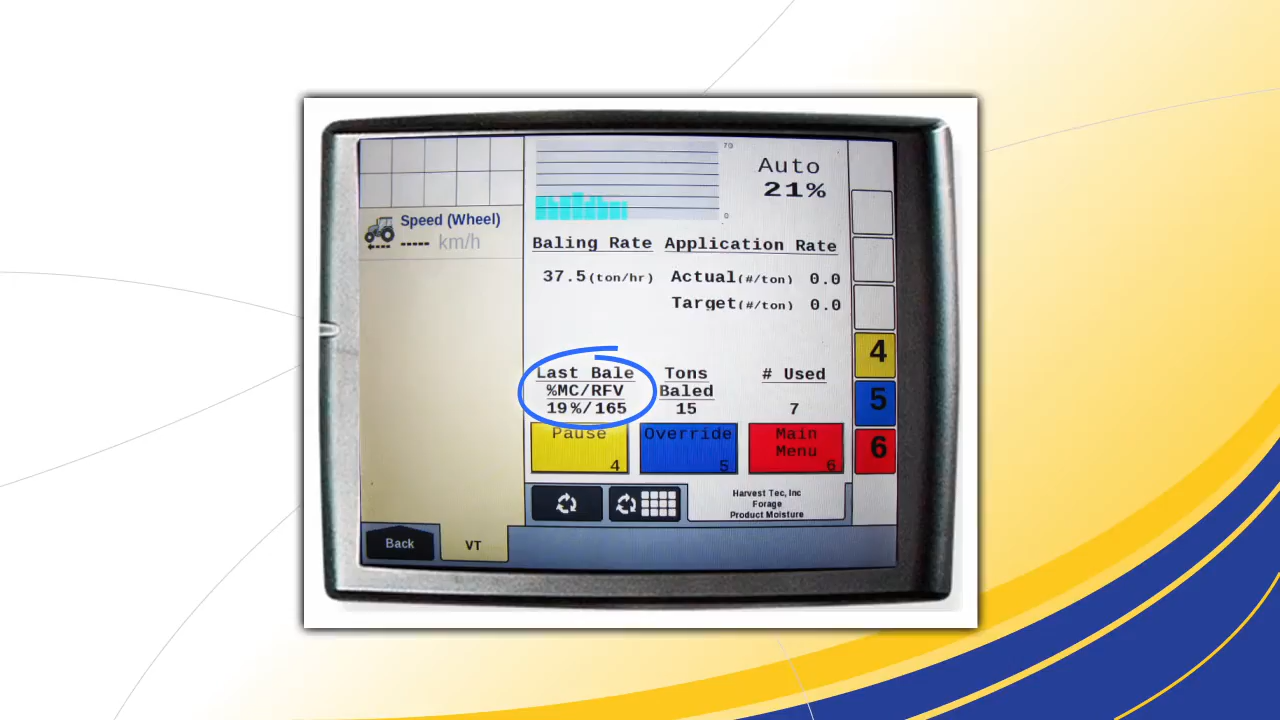 70
0
Auto
21%
Speed (Wheel)
----- km/h
Baling Rate
Application Rate
37.5(ton/hr)
Actual(#/ton) 0.0
Target(#/ton) 0.0
Last Bale
%MC/RFV
19%/165
Tons
Baled
15
# Used
7
4
5
6
Pause
4
Override
5
Main
Menu
6
Harvest Tec, Inc
Forage
Product Moisture
Back
VT